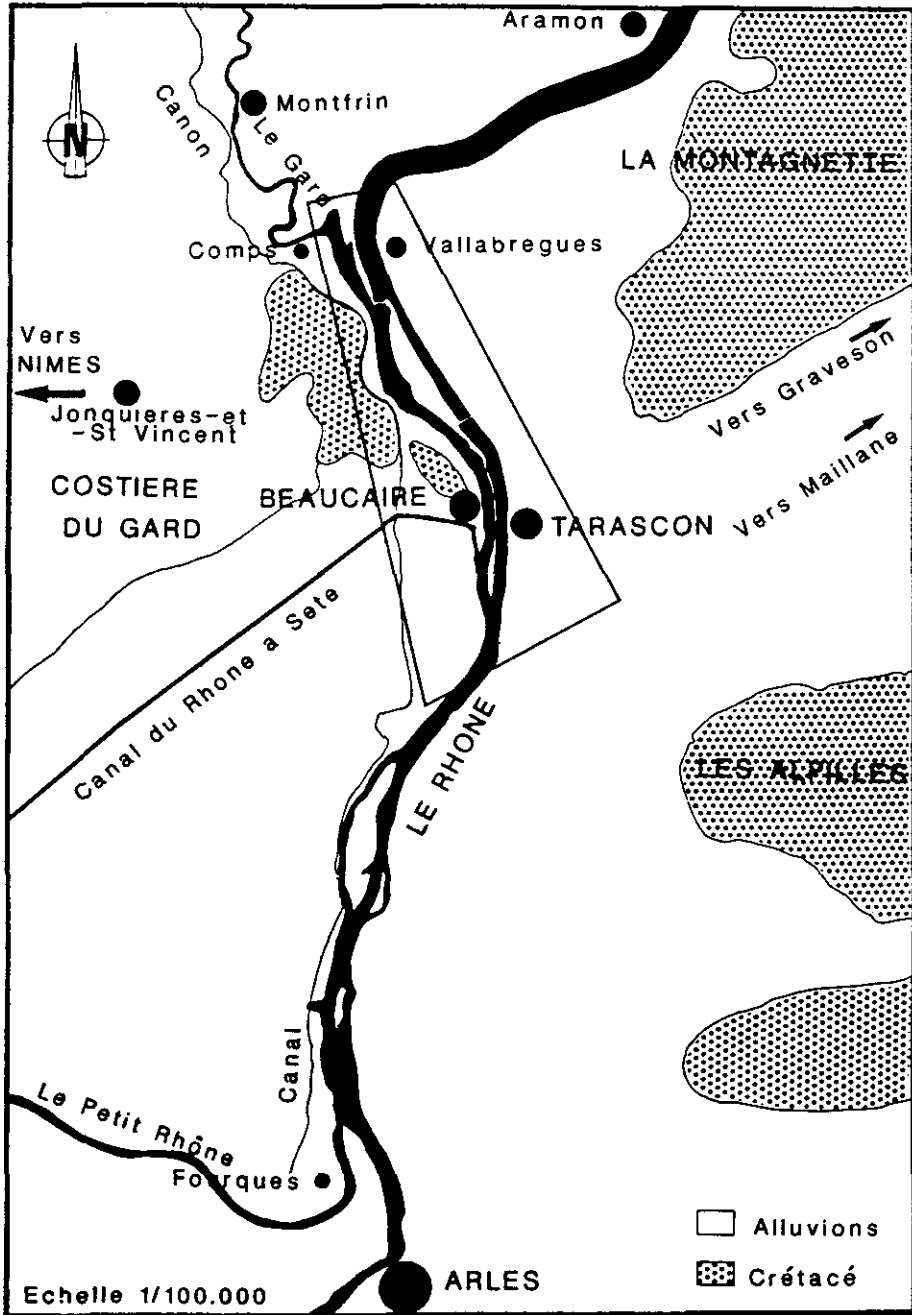 Aramon
N
Canon
Montfrin
Le Gard
LA MONTAGNETTE
Comps
Vallabregues
Vers
NIMES
Jonquieres-et
-St Vincent
Vers Graveson
Vers Maillane
COSTIERE
DU GARD
BEAUCAIRE
TARASCON
Canal du Rhone a Sete
LE RHONE
LES ALPILLES
Canal
Le Petit Rhône
Fourques
Alluvions
Crétacé
ARLES
Echelle 1/100.000